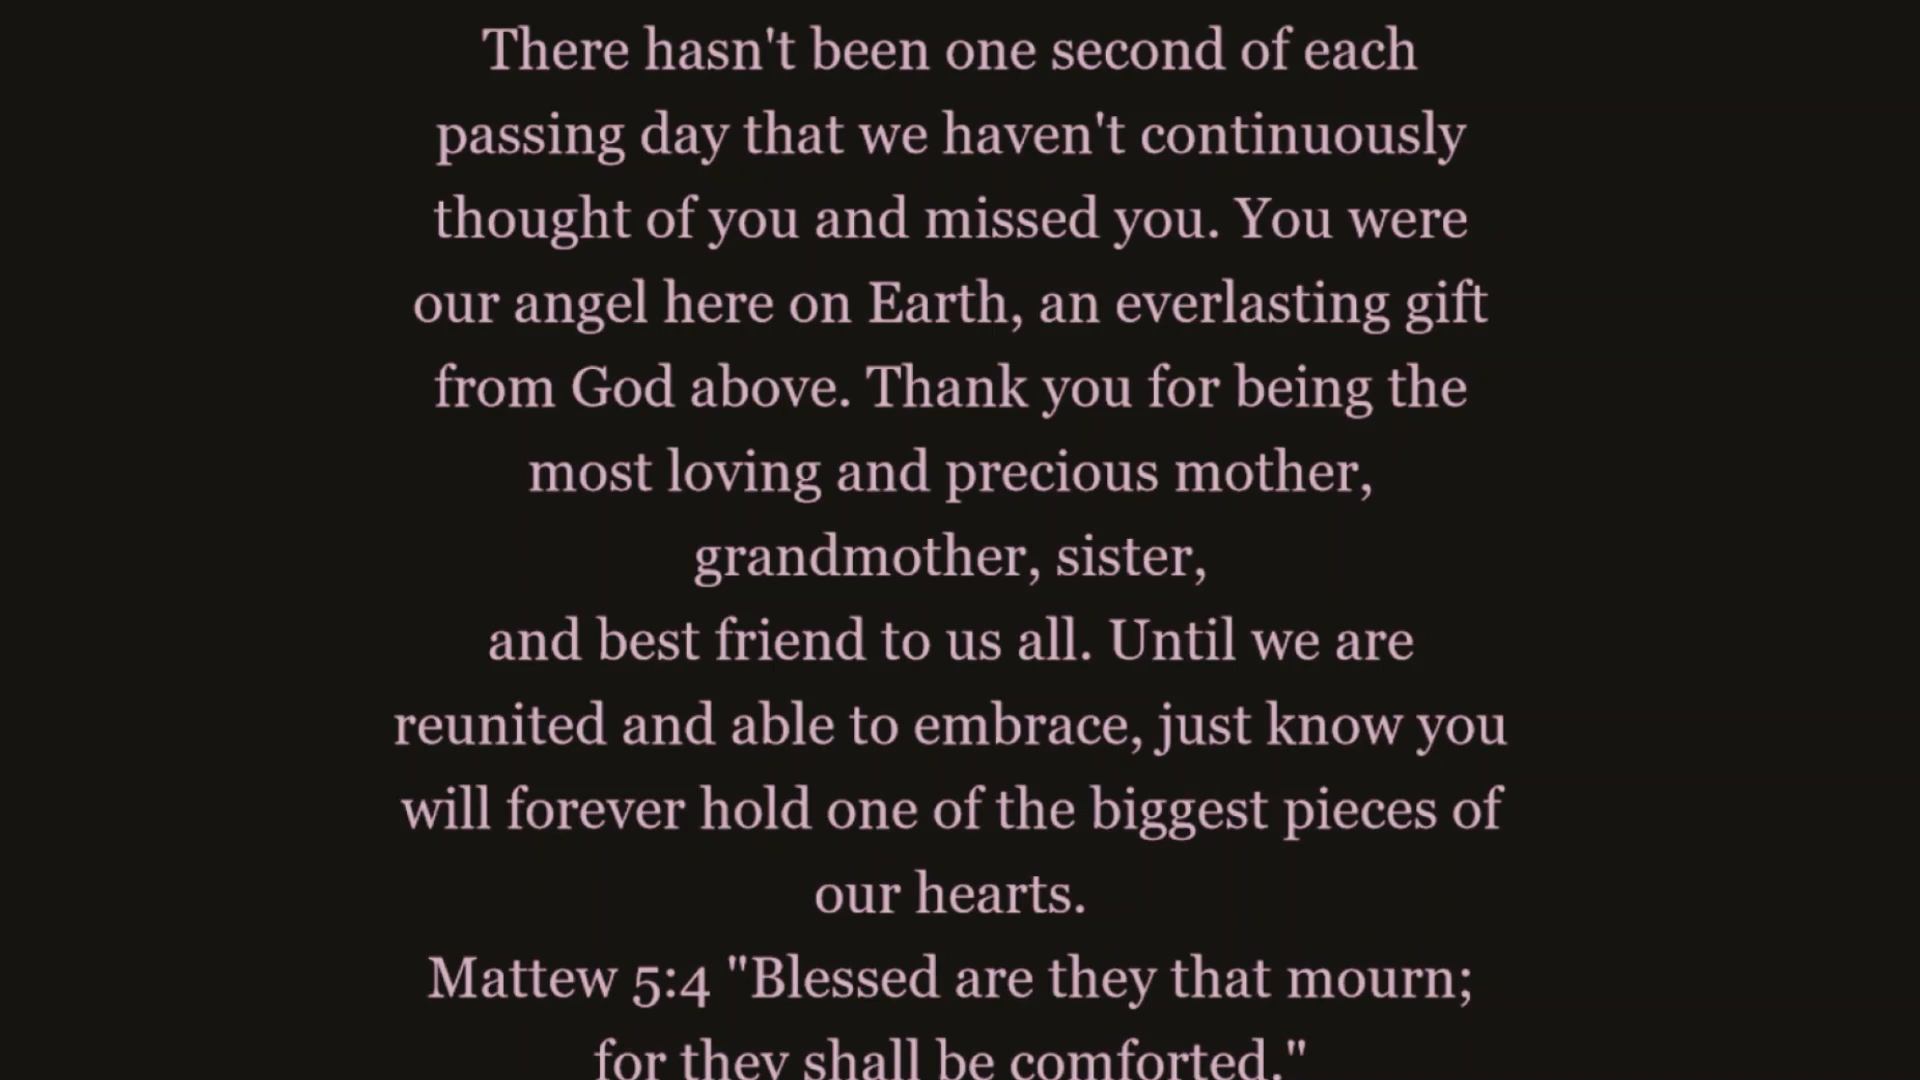 There hasn't been one second of each
passing day that we haven't continuously
thought of you and missed you. You were
our angel here on Earth, an everlasting gift
from God above. Thank you for being the
most loving and precious mother,
grandmother, sister,
and best friend to us all. Until we are
reunited and able to embrace, just know you
will forever hold one of the biggest pieces of
our hearts.
Mattew 5:4 "Blessed are they that mourn;
for they shall be comforted."